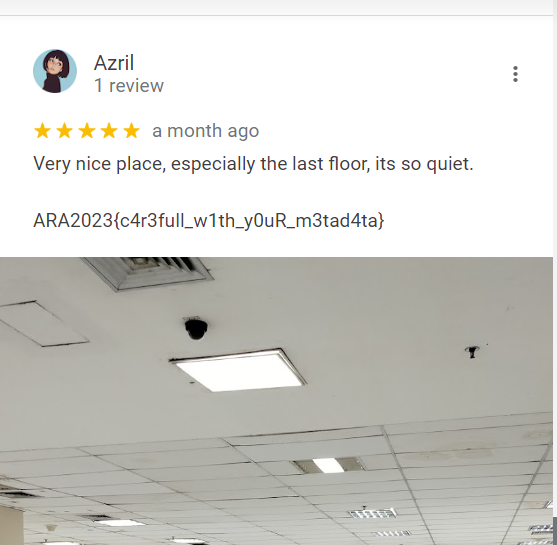 Azril
1 review
a month ago
Very nice place, especially the last floor, its so quiet.
ARA2023{c4r3full_w1th_y0uR_m3tad4ta}